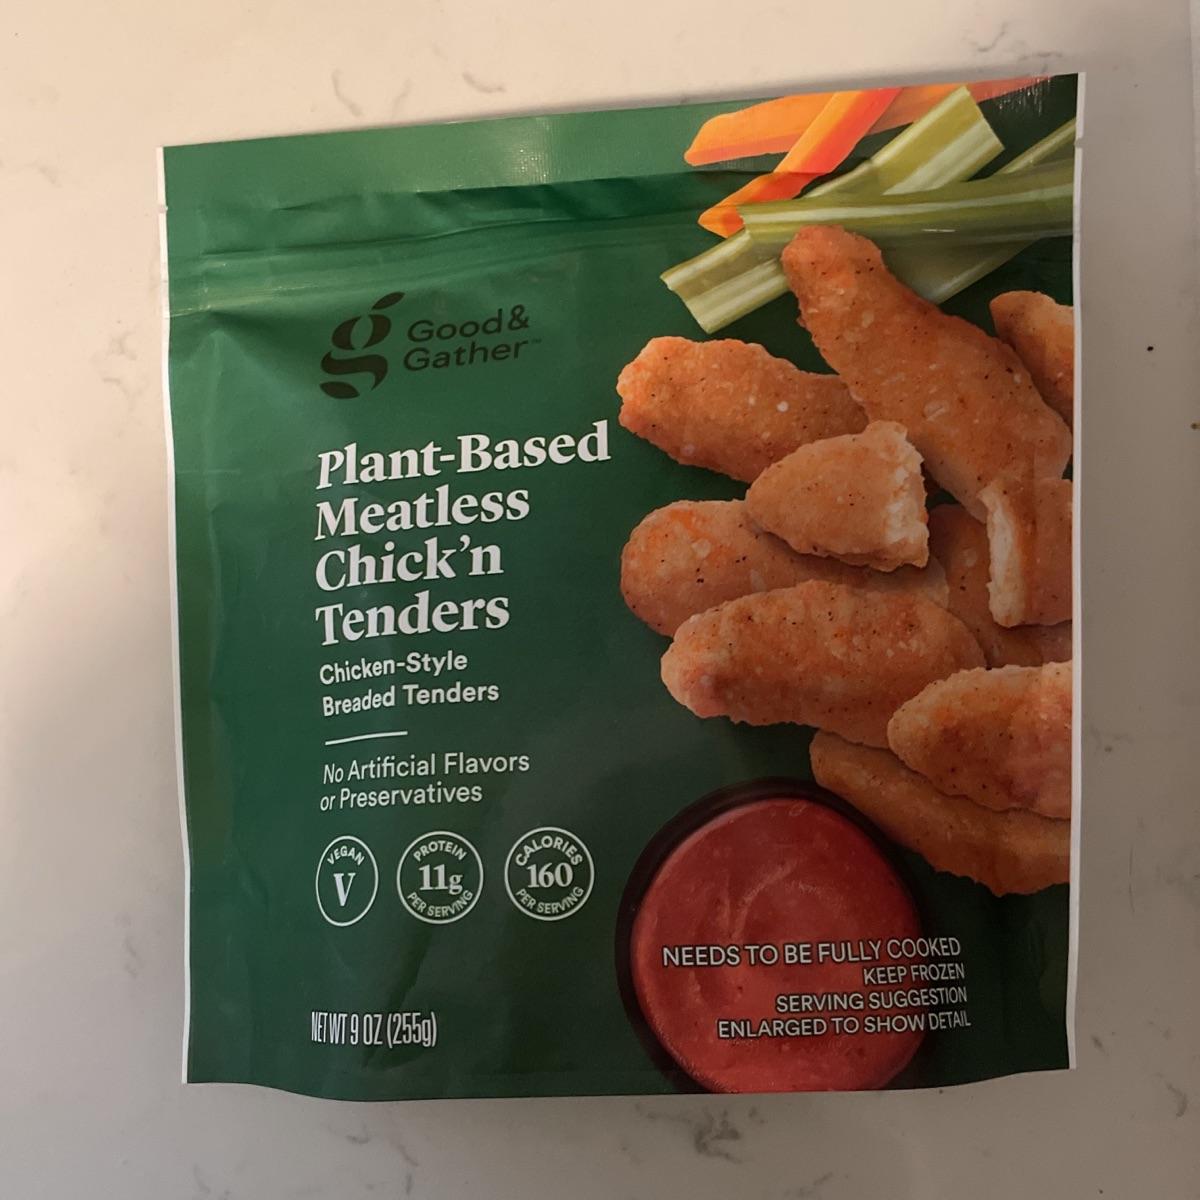 Good &
Gather™
Plant-Based
Meatless
Chick'n
Tenders
Chicken-Style
Breaded Tenders
No Artificial Flavors
or Preservatives
VEGAN
V
PROTEIN
11g
PER SERVING
CALORIES
160
PER SERVING
NEEDS TO BE FULLY COOKED
KEEP FROZEN
SERVING SUGGESTION
ENLARGED TO SHOW DETAIL
NET WT 9 OZ (255g)